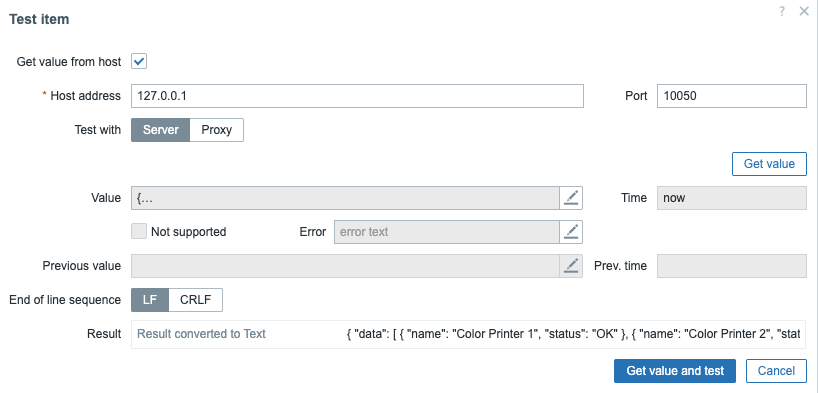 Test item
? ×
Get value from host
* Host address 127.0.0.1 Port 10050
Test with Server Proxy
Get value
Value {... Time now
Not supported Error error text
Previous value Prev. time
End of line sequence LF CRLF
Result Result converted to Text { "data": [ { "name": "Color Printer 1", "status": "OK" }, { "name": "Color Printer 2", "stat
Get value and test Cancel